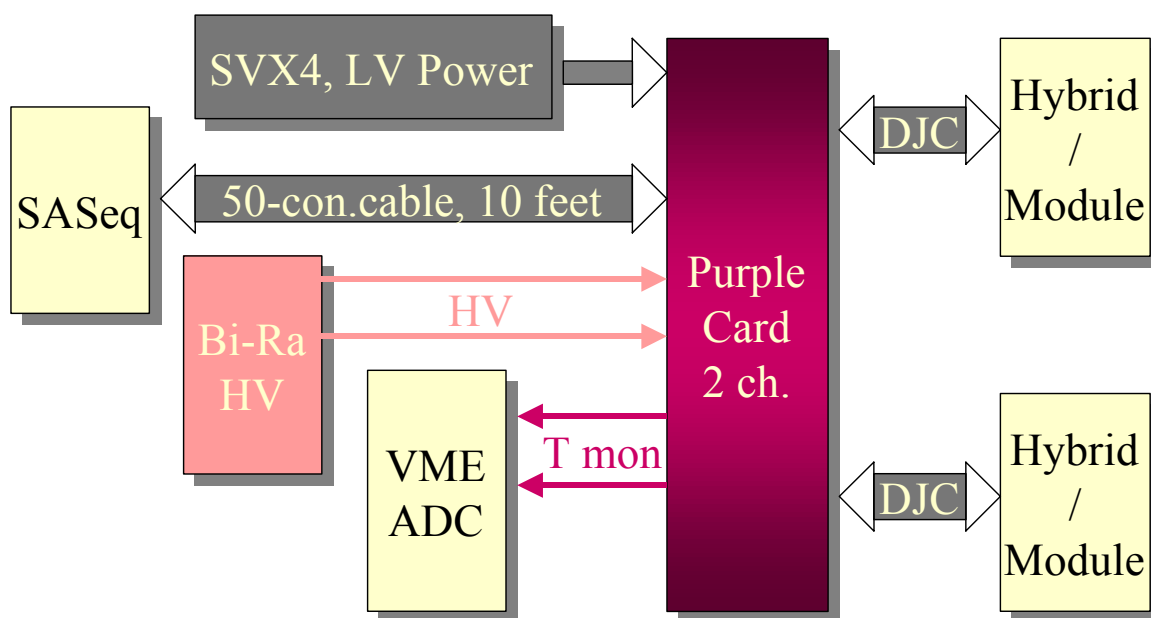 SVX4, LV Power
SASeq
50-con.cable, 10 feet
Bi-Ra
HV
HV
VME
ADC
T mon
Purple
Card
2 ch.
DJC
Hybrid
/
Module
DJC
Hybrid
/
Module